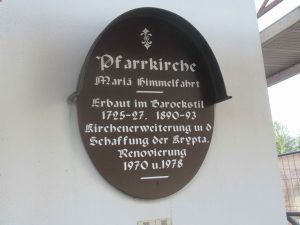 Pfarrkirche
Mariä Himmelfahrt
Erbaut im Barockstil
1725-27. 1890-93
Kirchenerweiterung u d
Schaffung der Krypta.
Renovierung
1970 u.1978